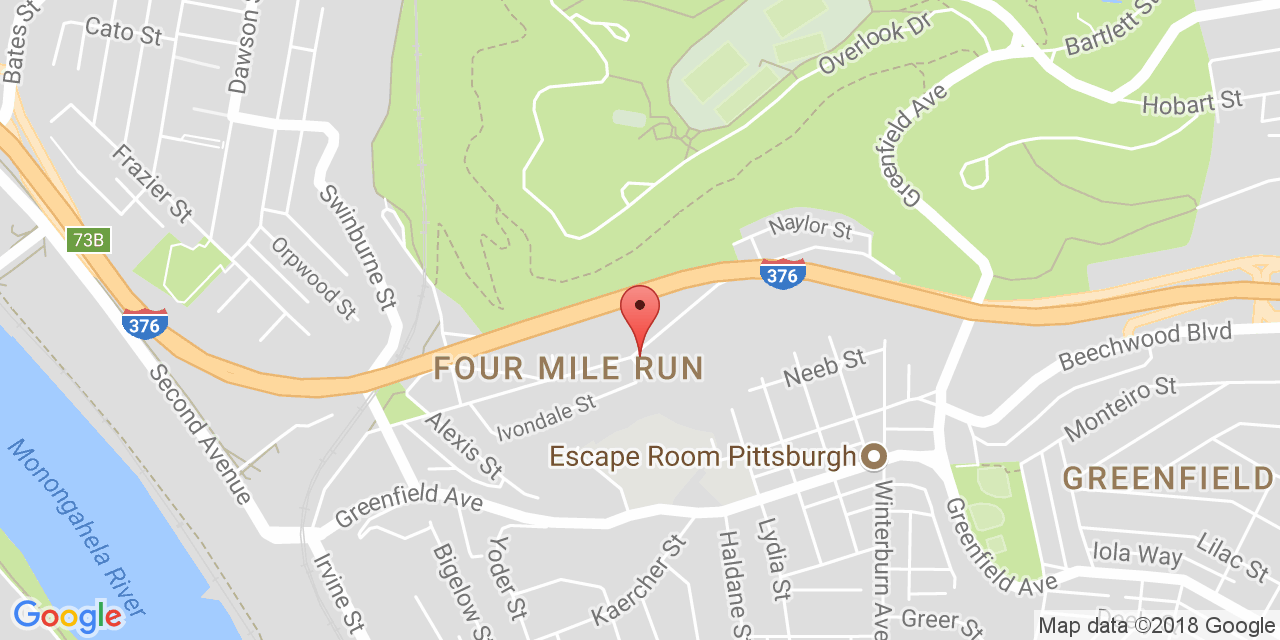 Bates St
Cato St
Dawson S
Overlook Dr
Bartlett St
Hobart St
Greenfield Ave
Frazier St
Swinburne St
Naylor St
73B
Orpwood St
376
376
Beechwood Blvd
FOUR MILE RUN
Neeb St
Second Avenue
Monteiro St
Ivondale St
Alexis St
Escape Room Pittsburgh
GREENFIELD
Monongahela River
Greenfield Ave
Winterburn Ave
Greenfield Ave
Bigelow S
Yoder St
Kaercher St
Haldane S
Lydia St
Iola Way
Lilac St
Irvine St
Greer St
Google
Map data ©2018 Google